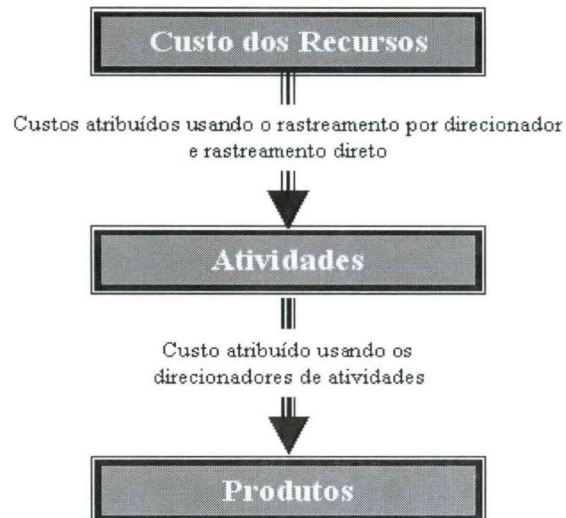 Custo dos Recursos
Custos atribuídos usando o rastreamento por direcionador
e rastreamento direto
Atividades
Custo atribuído usando os
direcionadores de atividades
Produtos